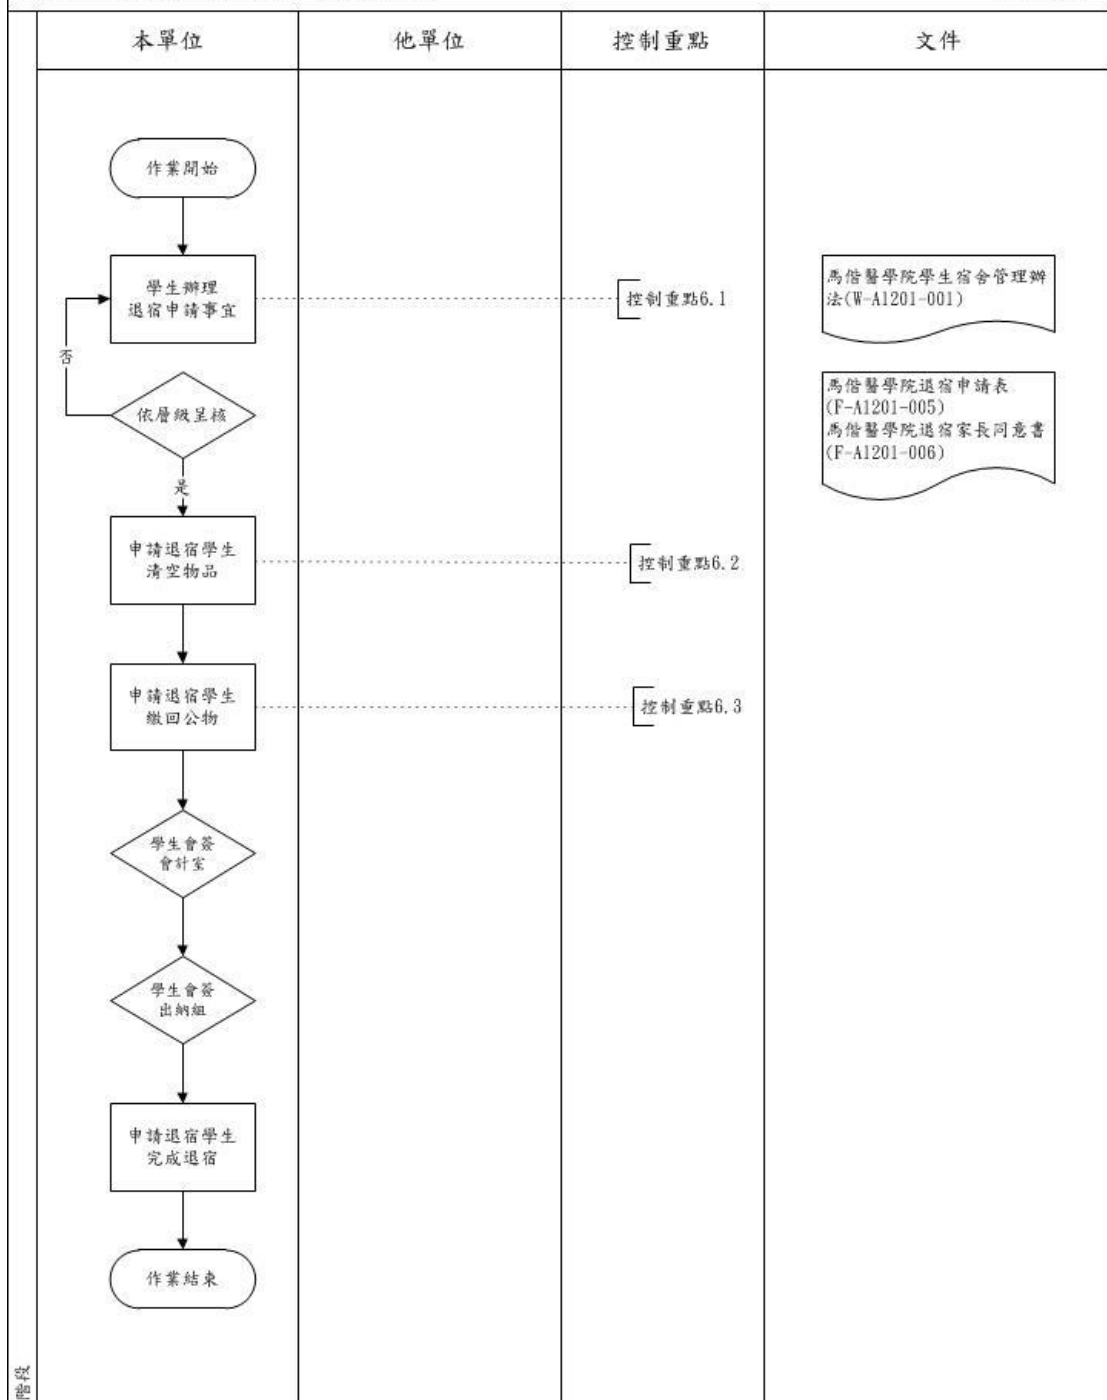 本單位
他單位
控制重點
文件
作業開始
學生辦理
退宿申請事宜
控制重點6.1
馬偕醫學院學生宿舍管理辦
法(W-A1201-001)
否
依層級呈核
馬偕醫學院退宿申請表
(F-A1201-005)
馬偕醫學院退宿家長同意書
(F-A1201-006)
是
申請退宿學生
清空物品
控制重點6.2
申請退宿學生
繳回公物
控制重點6.3
學生會簽
會計室
學生會簽
出納組
申請退宿學生
完成退宿
作業結束
階段